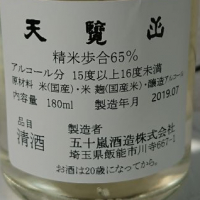 天覽山
精米歩合65%
アルコール分 15度以上16度未満
原材料 米(国産)・米麹(国産米)・醸造アルコール
内容量 180ml 製造年月 2019.07
品目 製造者
清酒 五十嵐酒造株式会社
埼玉県飯能市川寺667-1
お酒は20歳になってから。